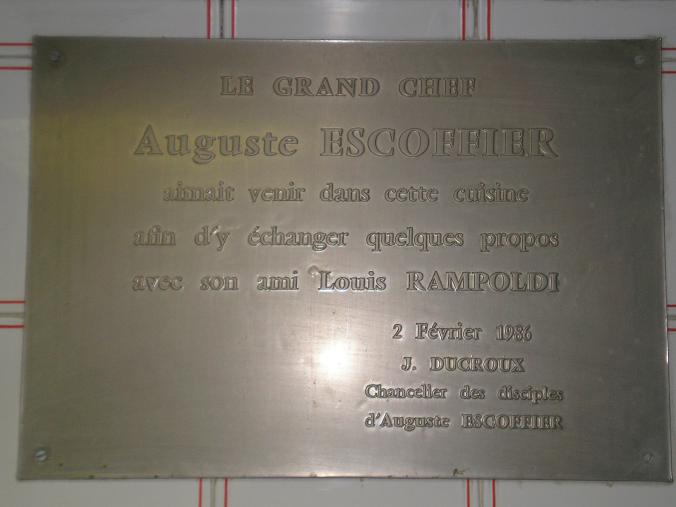 LE GRAND CHEF
Auguste ESCOFFIER
aimait venir dans cette cuisine
afin d'y échanger quelques propos
avec son ami Louis RAMPOLDI
2 Février 1986
J. DUCROUX
Chancelier des disciples
d'Auguste ESCOFFIER